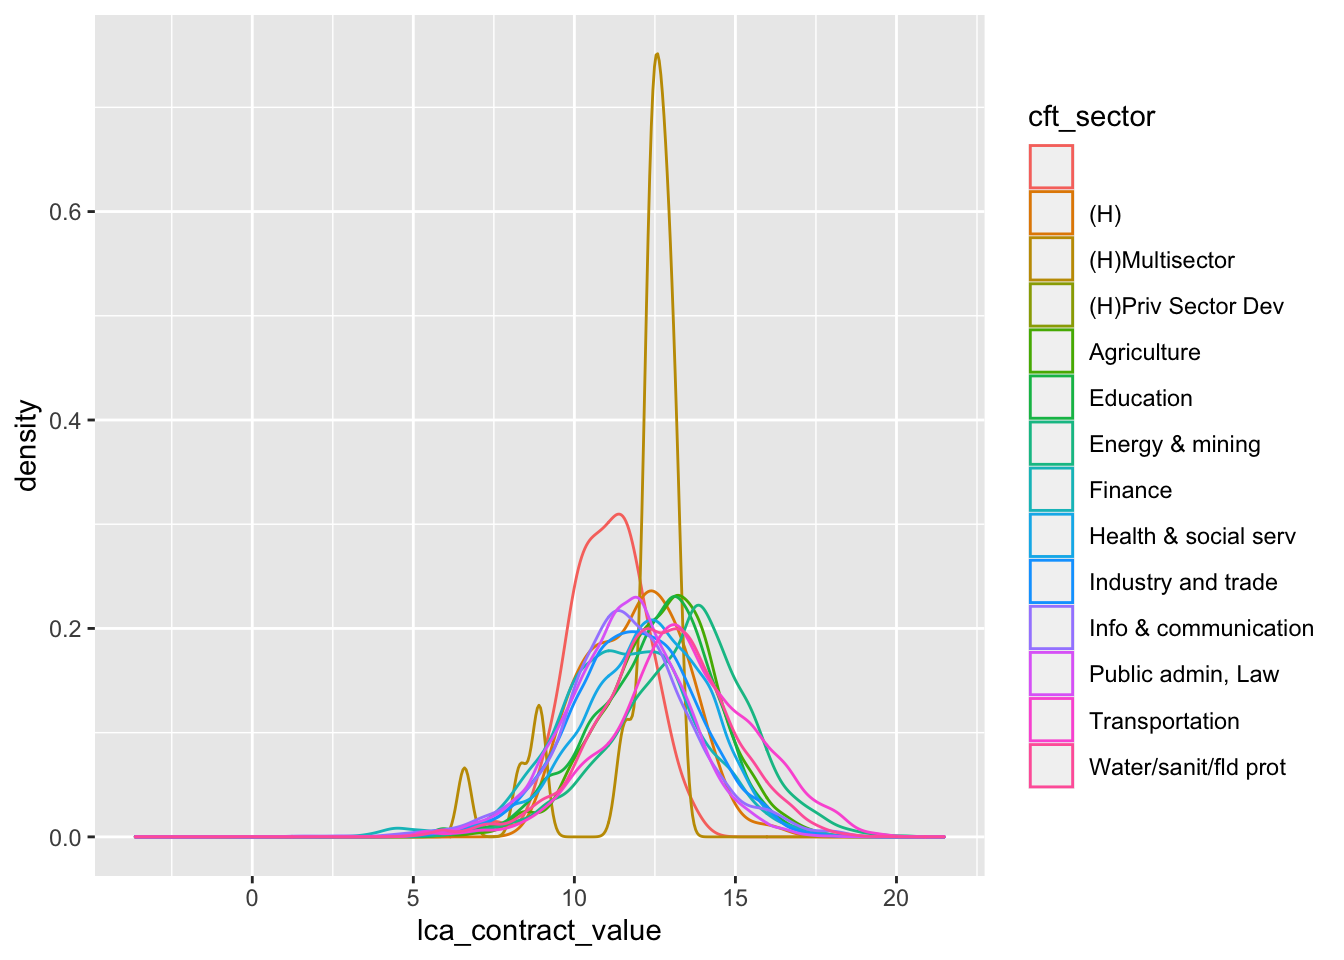 density
0.6
0.4
0.2
0.0
0 5 10 15 20
lca_contract_value
cft_sector
(H)
(H)Multisector
(H)Priv Sector Dev
Agriculture
Education
Energy & mining
Finance
Health & social serv
Industry and trade
Info & communication
Public admin, Law
Transportation
Water/sanit/fld prot